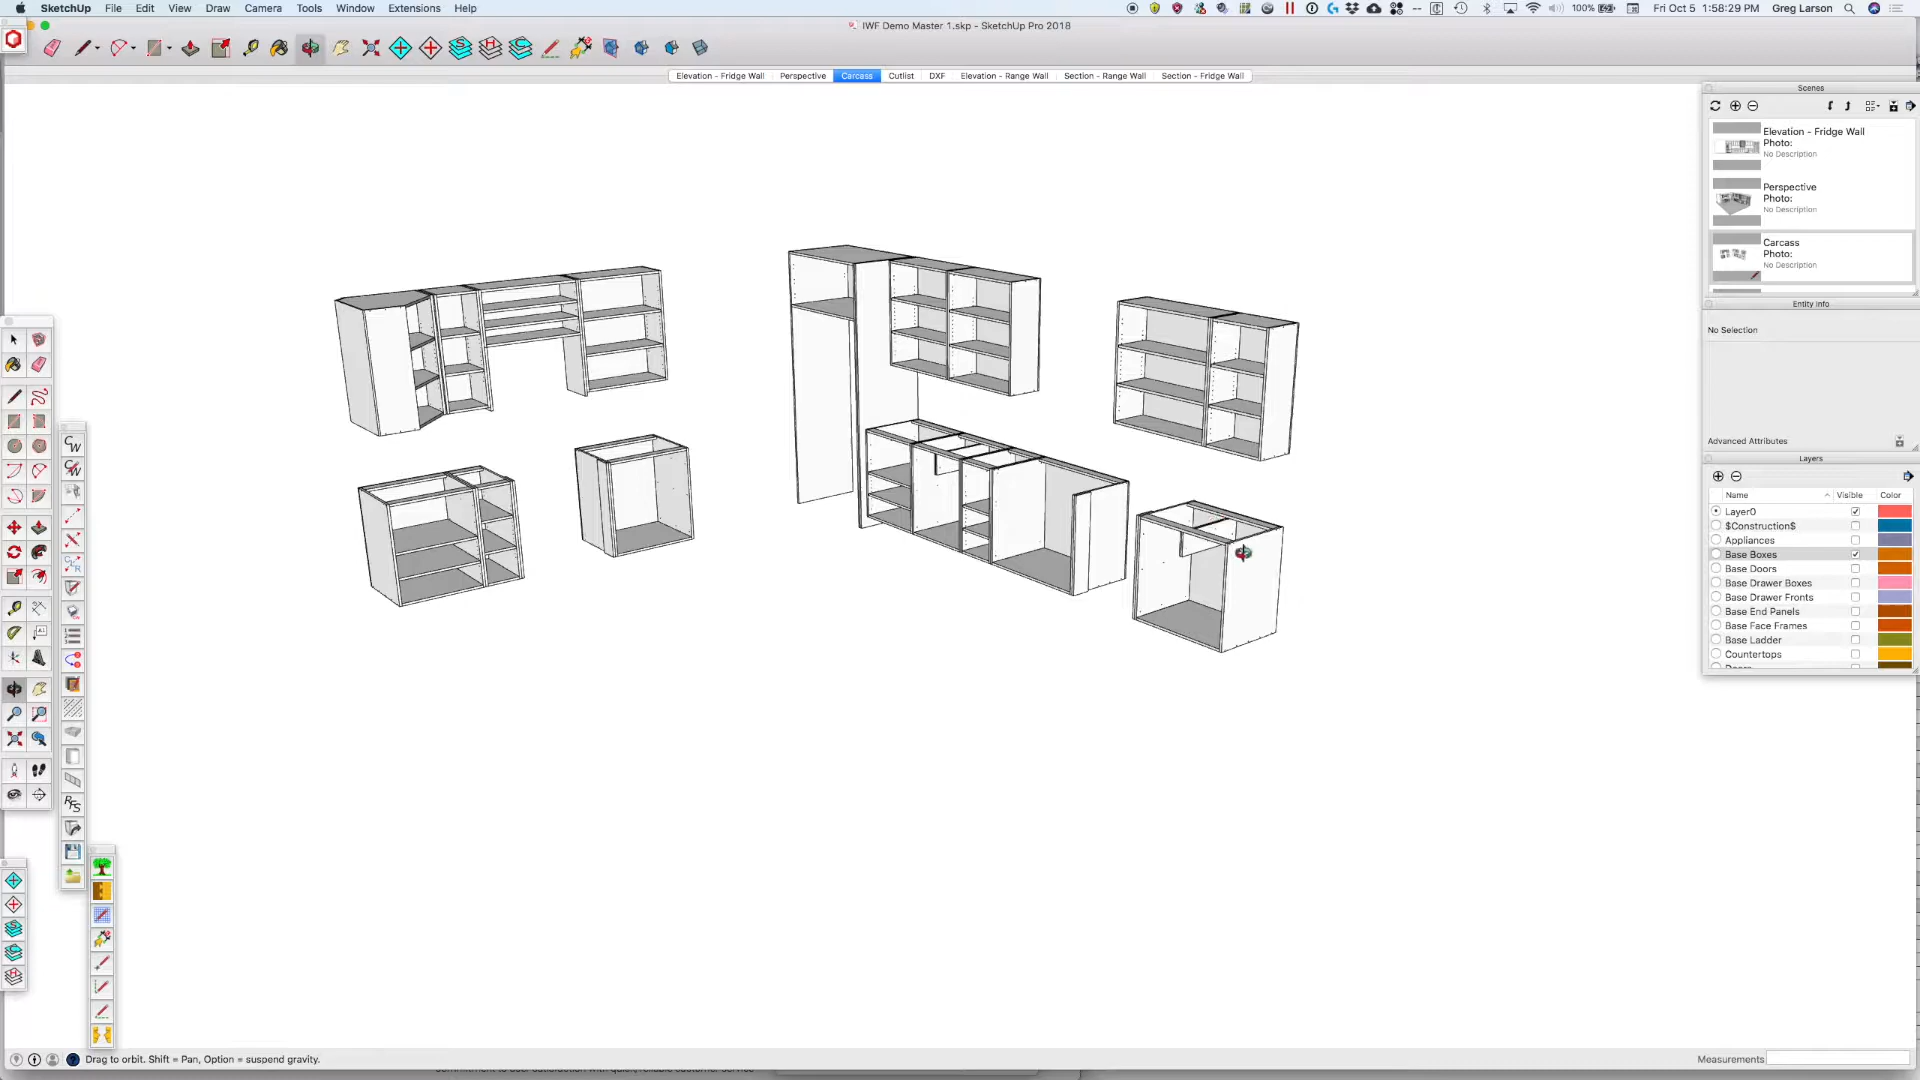 SketchUp File Edit View Draw Camera Tools Window Extensions Help
100% Fri Oct 5 1:58:29 PM Greg Larson
IWF Demo Master 1.skp - SketchUp Pro 2018
Elevation - Fridge Wall Perspective Carcass Cutlist DXF Elevation - Range Wall Section - Range Wall Section - Fridge Wall
Scenes
Elevation - Fridge Wall
Photo:
No Description
Perspective
Photo:
No Description
Carcass
Photo:
No Description
Entity Info
No Selection
Advanced Attributes
Layers
Name Visible Color
Layer0
$Construction$
Appliances
Base Boxes
Base Doors
Base Drawer Boxes
Base Drawer Fronts
Base End Panels
Base Face Frames
Base Ladder
Countertops
Doors
CW
CW
RFS
Drag to orbit. Shift = Pan, Option = suspend gravity.
Measurements